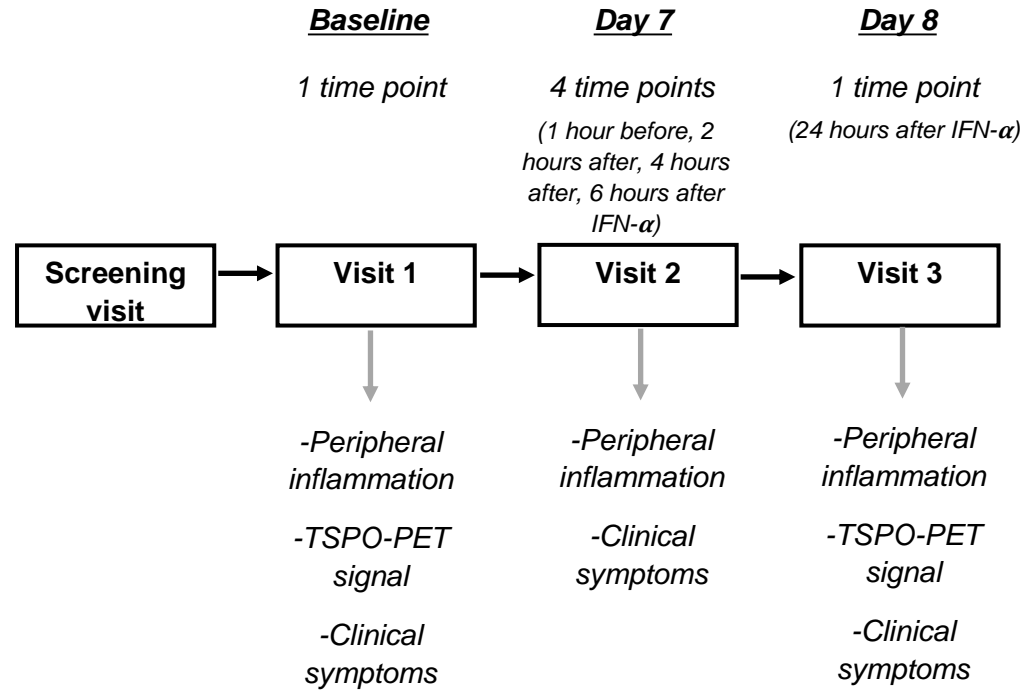 Baseline
Day 7
Day 8
1 time point
4 time points
1 time point
(1 hour before, 2
hours after, 4 hours
after, 6 hours after
IFN-α)
(24 hours after IFN-α)
Screening
visit
Visit 1
Visit 2
Visit 3
-Peripheral
inflammation
-TSPO-PET
signal
-Clinical
symptoms
-Peripheral
inflammation
-Clinical
symptoms
-Peripheral
inflammation
-TSPO-PET
signal
-Clinical
symptoms